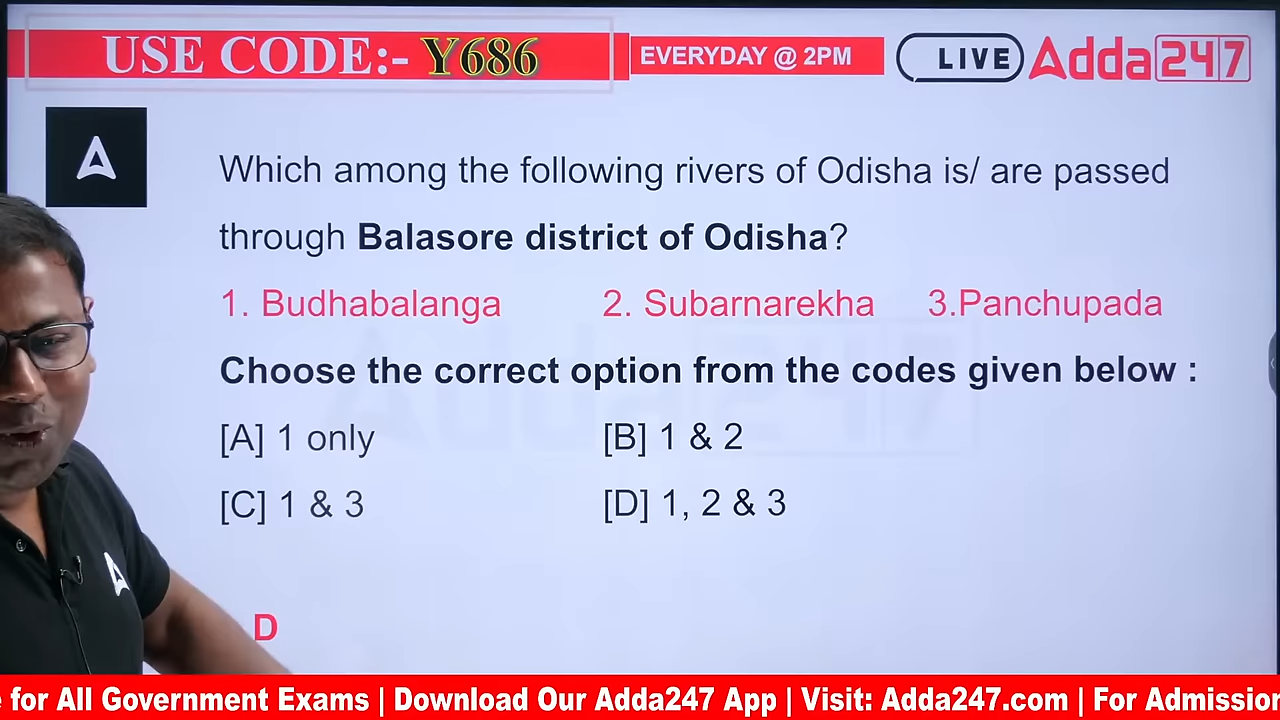 USE CODE:- Y686
EVERYDAY @ 2PM
LIVE
Adda247
Which among the following rivers of Odisha is/ are passed
through Balasore district of Odisha?
1. Budhabalanga 2. Subarnarekha 3.Panchupada
Choose the correct option from the codes given below :
[A] 1 only [B] 1 & 2
[C] 1 & 3 [D] 1, 2 & 3
D
for All Government Exams | Download Our Adda247 App | Visit: Adda247.com | For Admission